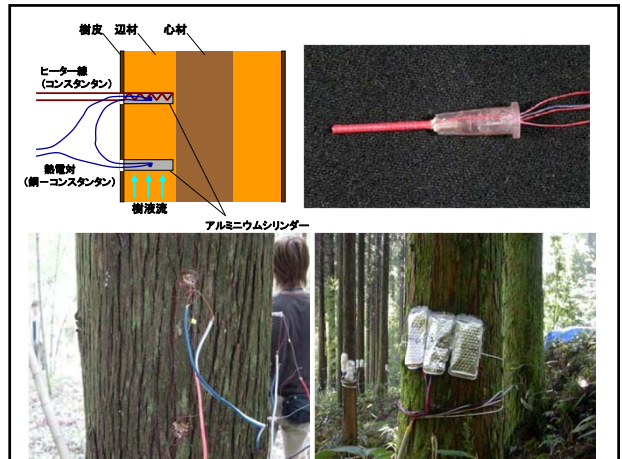 樹皮 辺材 心材
ヒーター線
(コンスタンタン)
熱電対
(銅ーコンスタンタン)
樹液流
アルミニウムシリンダー